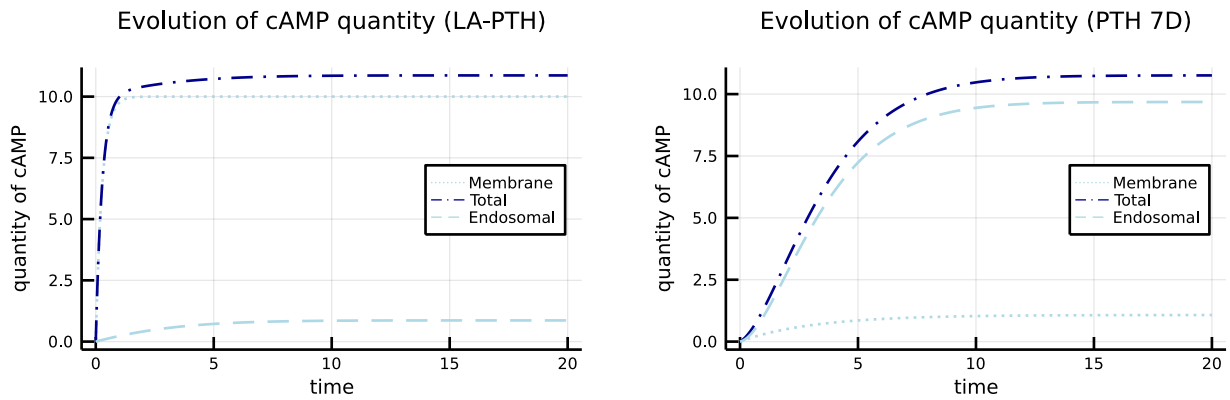 Evolution of cAMP quantity (LA-PTH)
quantity of cAMP
10.0
7.5
5.0
2.5
0.0
Membrane
Total
Endosomal
0
5
10
15
20
time
Evolution of cAMP quantity (PTH 7D)
quantity of cAMP
10.0
7.5
5.0
2.5
0.0
Membrane
Total
Endosomal
0
5
10
15
20
time